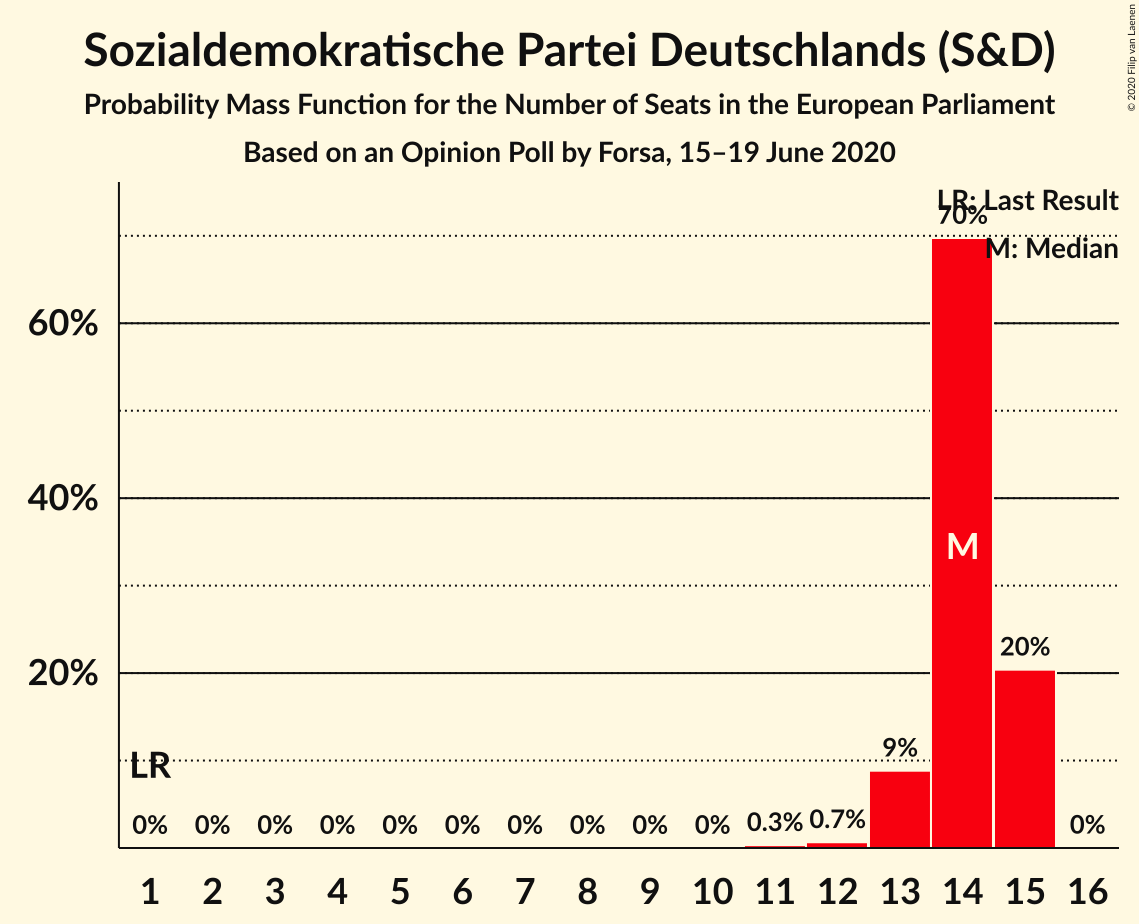 Sozialdemokratische Partei Deutschlands (S&D)
Probability Mass Function for the Number of Seats in the European Parliament
Based on an Opinion Poll by Forsa, 15–19 June 2020
© 2020 Filip van Laenen
LR: Last Result
70%
M: Median
60%
40%
M
20%
20%
9%
LR
0% 0% 0% 0% 0% 0% 0% 0% 0% 0% 0.3% 0.7% 0%
1 2 3 4 5 6 7 8 9 10 11 12 13 14 15 16